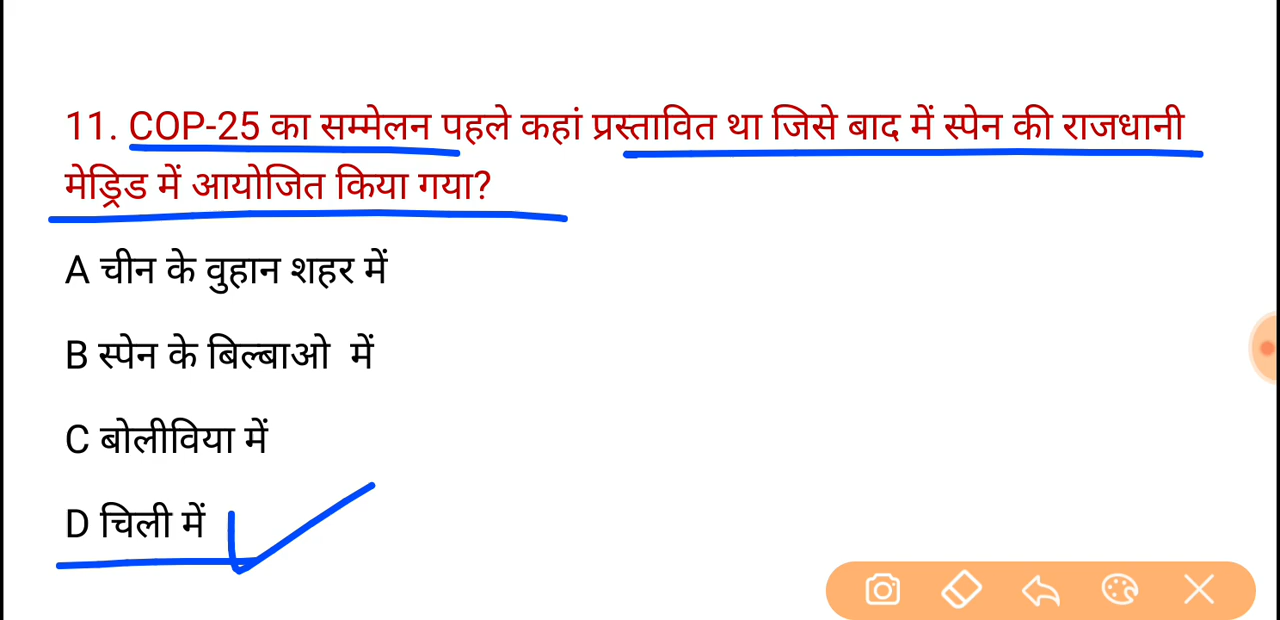 11. COP-25 का सम्मेलन पहले कहां प्रस्तावित था जिसे बाद में स्पेन की राजधानी
मेड्रिड में आयोजित किया गया?
A चीन के वुहान शहर में
B स्पेन के बिल्बाओ में
C बोलीविया में
D चिली में